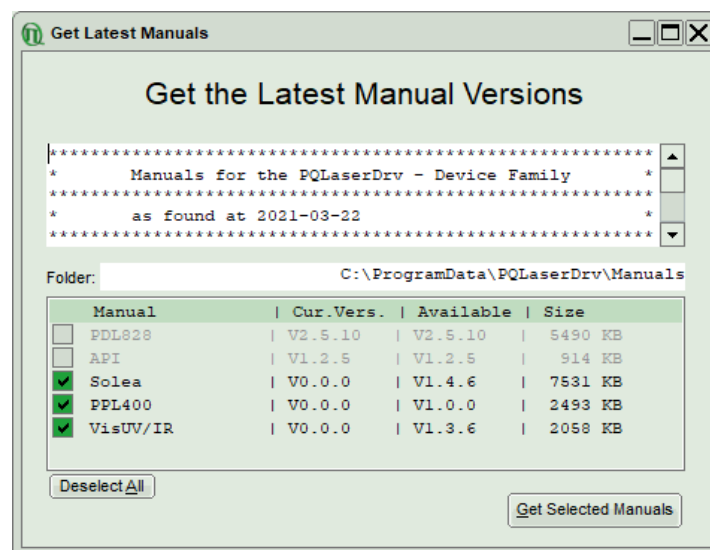 Get Latest Manuals
Get the Latest Manual Versions
***********************************************************
*       Manuals for the PQLaserDrv - Device Family       *
***********************************************************
*       as found at 2021-03-22       *
***********************************************************
Folder: C:\ProgramData\PQLaserDrv\Manuals
Manual | Cur.Vers. | Available | Size
PDL828 | V2.5.10 | V2.5.10 | 5490 KB
API | V1.2.5 | V1.2.5 | 914 KB
Solea | V0.0.0 | V1.4.6 | 7531 KB
PPL400 | V0.0.0 | V1.0.0 | 2493 KB
VisUV/IR | V0.0.0 | V1.3.6 | 2058 KB
Deselect All
Get Selected Manuals